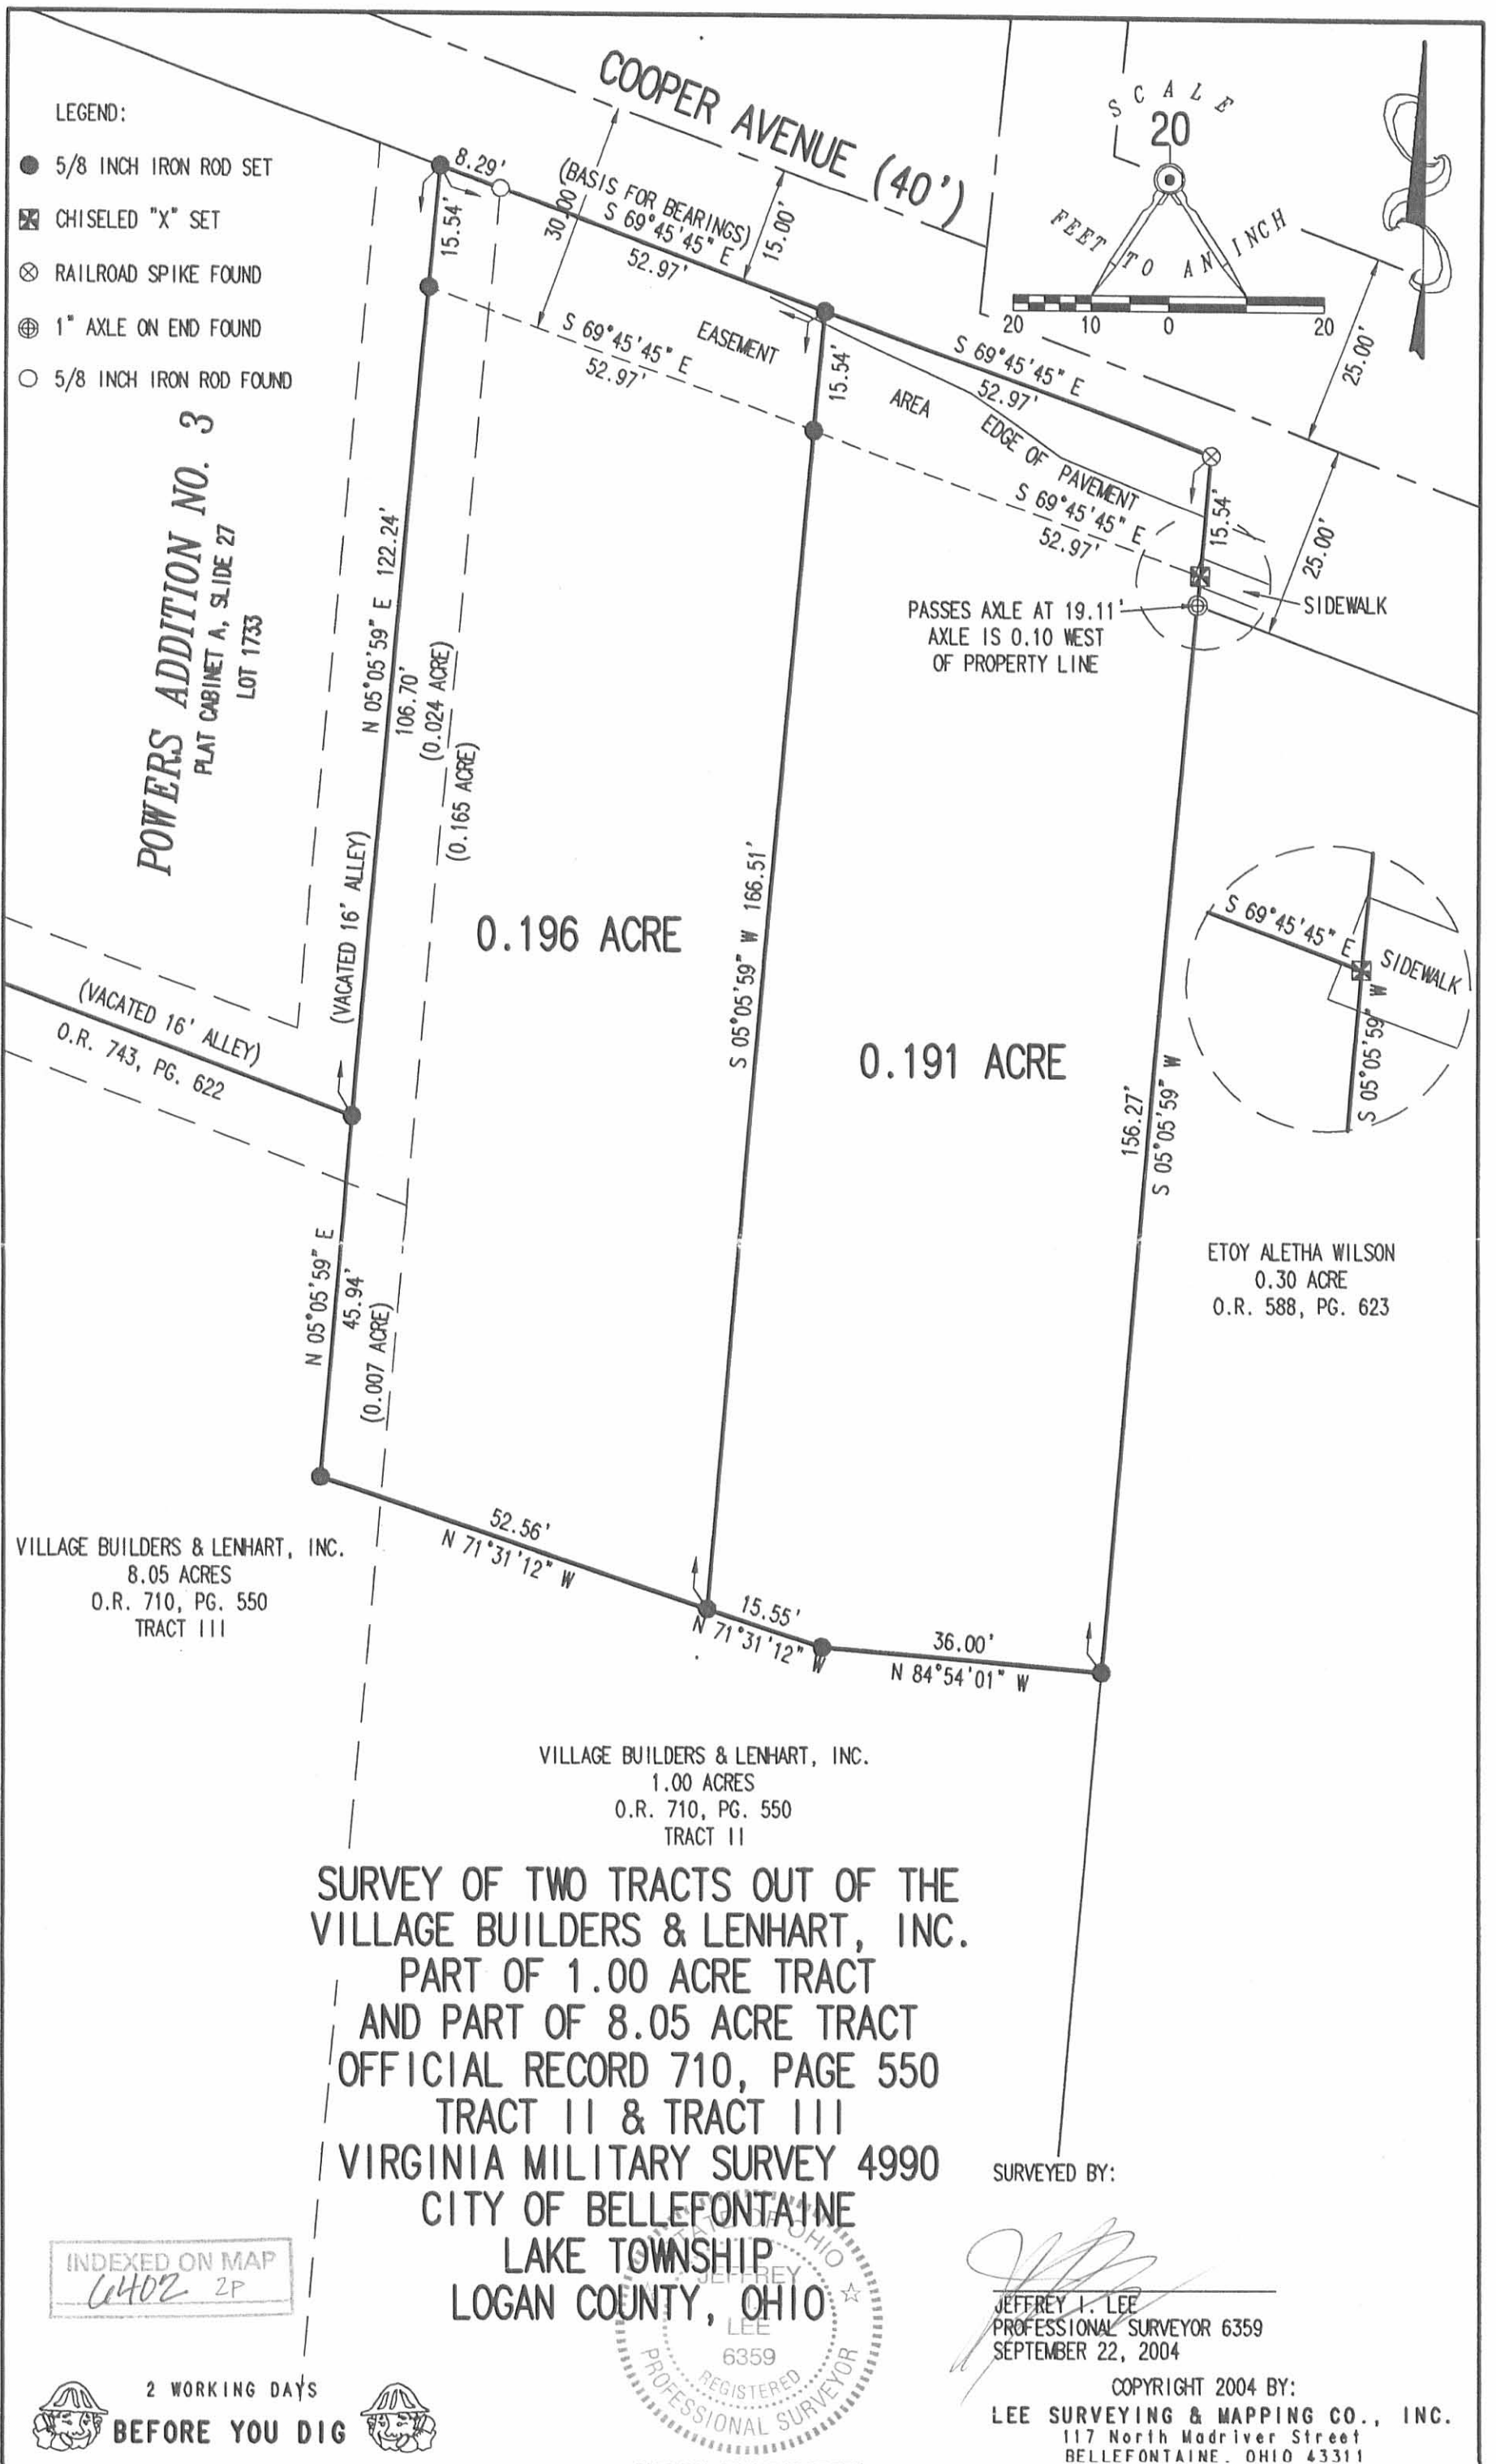 COOPER AVENUE (40')
SCALE
20
FEET TO AN INCH
20 10 0 20
LEGEND:
5/8 INCH IRON ROD SET
CHISELED "X" SET
RAILROAD SPIKE FOUND
1" AXLE ON END FOUND
5/8 INCH IRON ROD FOUND
8.29'
15.54'
30.00'
(BASIS FOR BEARINGS)
S 69°45'45" E
52.97'
15.00'
S 69°45'45" E
52.97'
EASEMENT
AREA
15.54'
S 69°45'45" E
52.97'
EDGE OF PAVEMENT
S 69°45'45" E
52.97'
15.54'
25.00'
25.00'
SIDEWALK
PASSES AXLE AT 19.11'
AXLE IS 0.10 WEST
OF PROPERTY LINE
POWERS ADDITION NO. 3
PLAT CABINET A, SLIDE 27
LOT 1733
N 05°05'59" E 122.24'
106.70'
(0.024 ACRE)
(0.165 ACRE)
(VACATED 16' ALLEY)
0.196 ACRE
S 05°05'59" W 166.51'
0.191 ACRE
156.27'
S 05°05'59" W
S 69°45'45" E
SIDEWALK
S 05°05'59" W
(VACATED 16' ALLEY)
O.R. 743, PG. 622
N 05°05'59" E
45.94'
(0.007 ACRE)
ETOY ALETHA WILSON
0.30 ACRE
O.R. 588, PG. 623
52.56'
N 71°31'12" W
15.55'
N 71°31'12" W
36.00'
N 84°54'01" W
VILLAGE BUILDERS & LENHART, INC.
8.05 ACRES
O.R. 710, PG. 550
TRACT III
VILLAGE BUILDERS & LENHART, INC.
1.00 ACRES
O.R. 710, PG. 550
TRACT II
SURVEY OF TWO TRACTS OUT OF THE
VILLAGE BUILDERS & LENHART, INC.
PART OF 1.00 ACRE TRACT
AND PART OF 8.05 ACRE TRACT
OFFICIAL RECORD 710, PAGE 550
TRACT II & TRACT III
VIRGINIA MILITARY SURVEY 4990
CITY OF BELLEFONTAINE
LAKE TOWNSHIP
LOGAN COUNTY, OHIO
STATE OF OHIO
JEFFREY
I.
LEE
6359
REGISTERED
PROFESSIONAL SURVEYOR
INDEXED ON MAP
6402 2P
2 WORKING DAYS
BEFORE YOU DIG
SURVEYED BY:
JEFFREY I. LEE
PROFESSIONAL SURVEYOR 6359
SEPTEMBER 22, 2004
COPYRIGHT 2004 BY:
LEE SURVEYING & MAPPING CO., INC.
117 North Madriver Street
BELLEFONTAINE, OHIO 43311